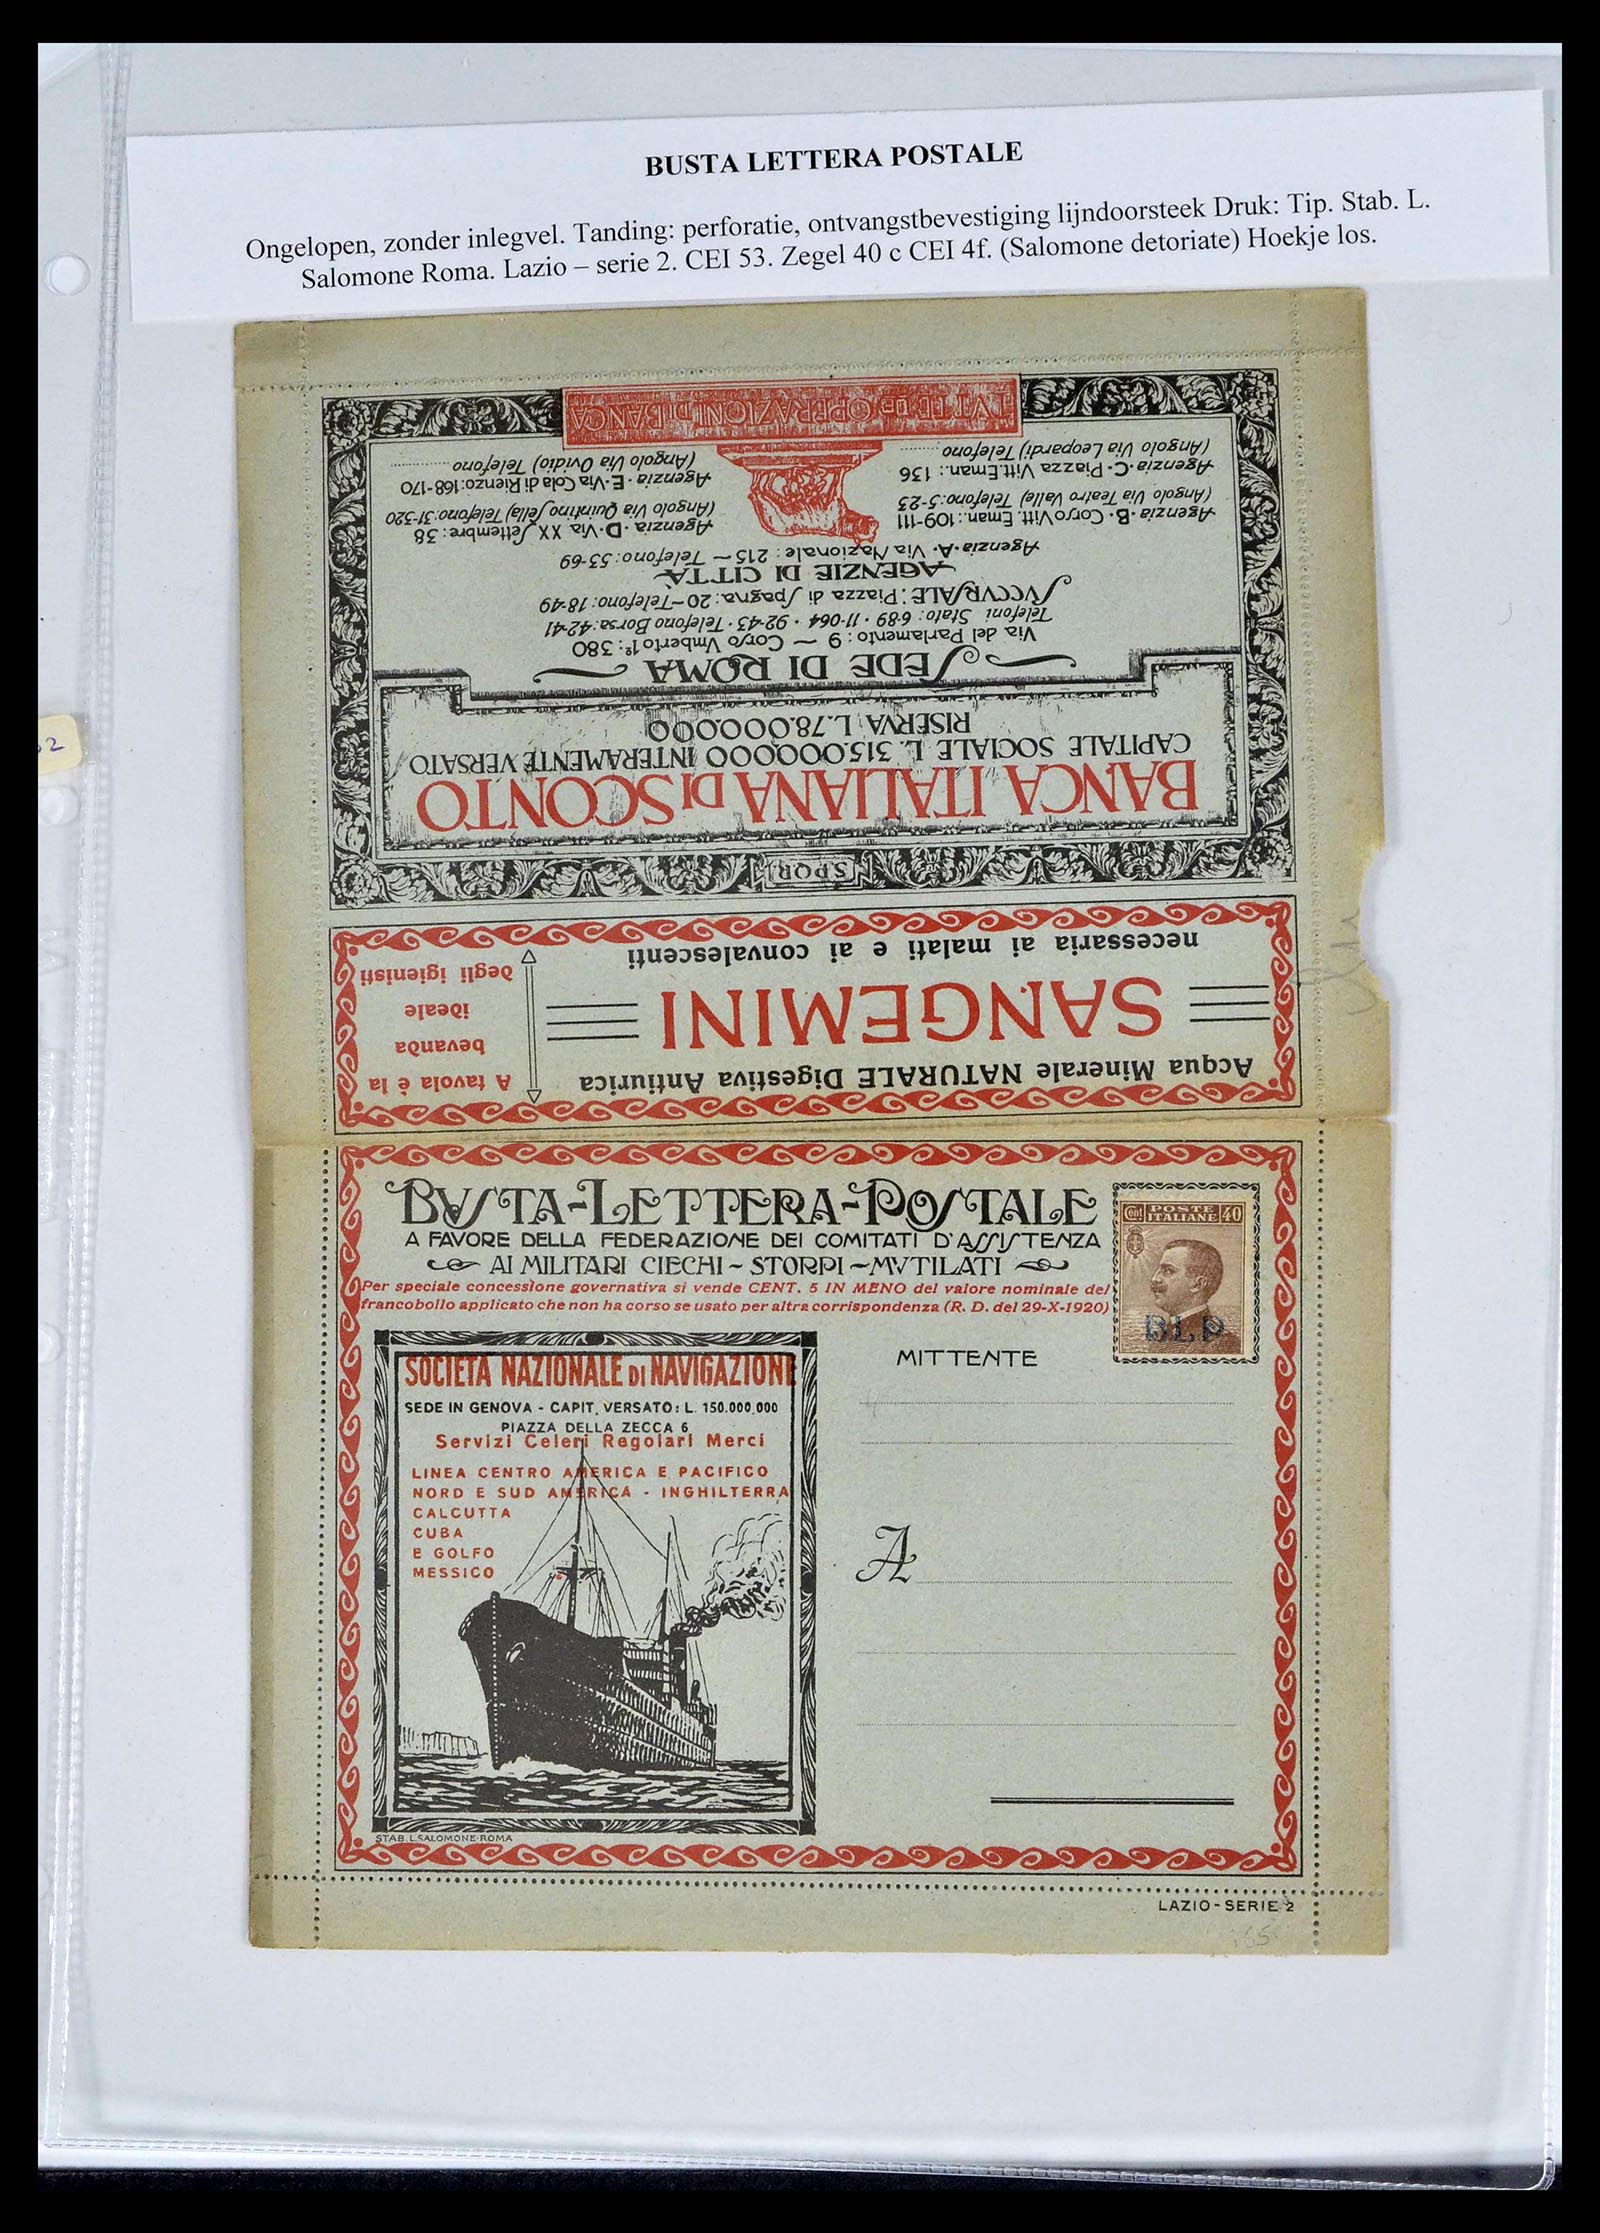 BUSTA LETTERA POSTALE
Ongelopen, zonder inlegvel. Tanding: perforatie, ontvangstbevestiging lijndoorsteek Druk: Tip. Stab. L.
Salomone Roma. Lazio – serie 2. CEI 53. Zegel 40 c CEI 4f. (Salomone detoriate) Hoekje los.
S.P.Q.R.
BANCA ITALIANA DI SCONTO
CAPITALE SOCIALE L. 315.000.000 INTERAMENTE VERSATO
RISERVA L. 78.000.000
SEDE DI ROMA
Via del Parlamento: 9 — Corso Vmberto 1º: 380
Telefoni Stato: 6-89 · 11-064 · 92-43 · Telefono Borsa: 42-41
SVCCVRSALE: Piazza di Spagna: 20 – Telefono: 18-49
AGENZIE DI CITTÀ
Agenzia · A · Via Nazionale: 215 — Telefono: 53-69
Agenzia · B · Corso Vitt. Eman.: 109-111
(Angolo Via Teatro Valle) Telefono: 5-23
Agenzia · C · Piazza Vitt. Eman.: 136
(Angolo Via Leopardi) Telefono
Agenzia · D · Via XX Settembre: 38
(Angolo Via Quintino Sella) Telefono: 31-320
Agenzia · E · Via Cola di Rienzo: 168-170
(Angolo Via Ovidio) Telefono
TVTTE LE OPERAZIONI DI BANCA
Acqua Minerale NATURALE Digestiva Antiurica
SANGEMINI
necessaria ai malati e ai convalescenti
A tavola è la
bevanda
ideale
degli igienisti
BVSTA-LETTERA-POSTALE
A FAVORE DELLA FEDERAZIONE DEI COMITATI D'ASSISTENZA
AI MILITARI CIECHI ~ STORPI ~ MVTILATI
Per speciale concessione governativa si vende CENT. 5 IN MENO del valore nominale del
francobollo applicato che non ha corso se usato per altra corrispondenza (R. D. del 29-X-1920)
Cent POSTE ITALIANE 40
BLP
SOCIETA NAZIONALE DI NAVIGAZIONE
SEDE IN GENOVA - CAPIT. VERSATO: L. 150.000.000
PIAZZA DELLA ZECCA 6
Servizi Celeri Regolari Merci
LINEA CENTRO AMERICA E PACIFICO
NORD E SUD AMERICA - INGHILTERRA
CALCUTTA
CUBA
E GOLFO
MESSICO
MITTENTE
A
STAB. L. SALOMONE-ROMA
LAZIO-SERIE 2